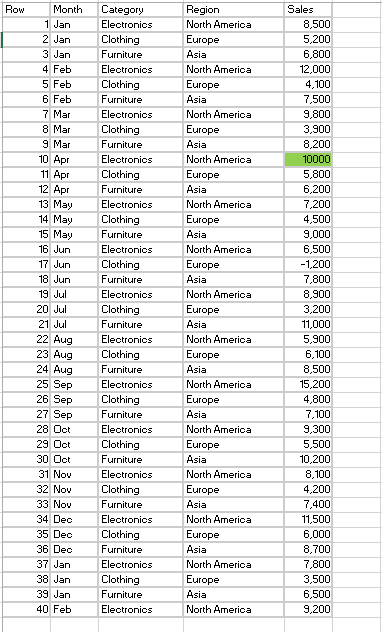 Row Month Category Region Sales
1 Jan Electronics North America 8,500
2 Jan Clothing Europe 5,200
3 Jan Furniture Asia 6,800
4 Feb Electronics North America 12,000
5 Feb Clothing Europe 4,100
6 Feb Furniture Asia 7,500
7 Mar Electronics North America 9,800
8 Mar Clothing Europe 3,900
9 Mar Furniture Asia 8,200
10 Apr Electronics North America 10000
11 Apr Clothing Europe 5,800
12 Apr Furniture Asia 6,200
13 May Electronics North America 7,200
14 May Clothing Europe 4,500
15 May Furniture Asia 9,000
16 Jun Electronics North America 6,500
17 Jun Clothing Europe -1,200
18 Jun Furniture Asia 7,800
19 Jul Electronics North America 8,900
20 Jul Clothing Europe 3,200
21 Jul Furniture Asia 11,000
22 Aug Electronics North America 5,900
23 Aug Clothing Europe 6,100
24 Aug Furniture Asia 8,500
25 Sep Electronics North America 15,200
26 Sep Clothing Europe 4,800
27 Sep Furniture Asia 7,100
28 Oct Electronics North America 9,300
29 Oct Clothing Europe 5,500
30 Oct Furniture Asia 10,200
31 Nov Electronics North America 8,100
32 Nov Clothing Europe 4,200
33 Nov Furniture Asia 7,400
34 Dec Electronics North America 11,500
35 Dec Clothing Europe 6,000
36 Dec Furniture Asia 8,700
37 Jan Electronics North America 7,800
38 Jan Clothing Europe 3,500
39 Jan Furniture Asia 6,500
40 Feb Electronics North America 9,200